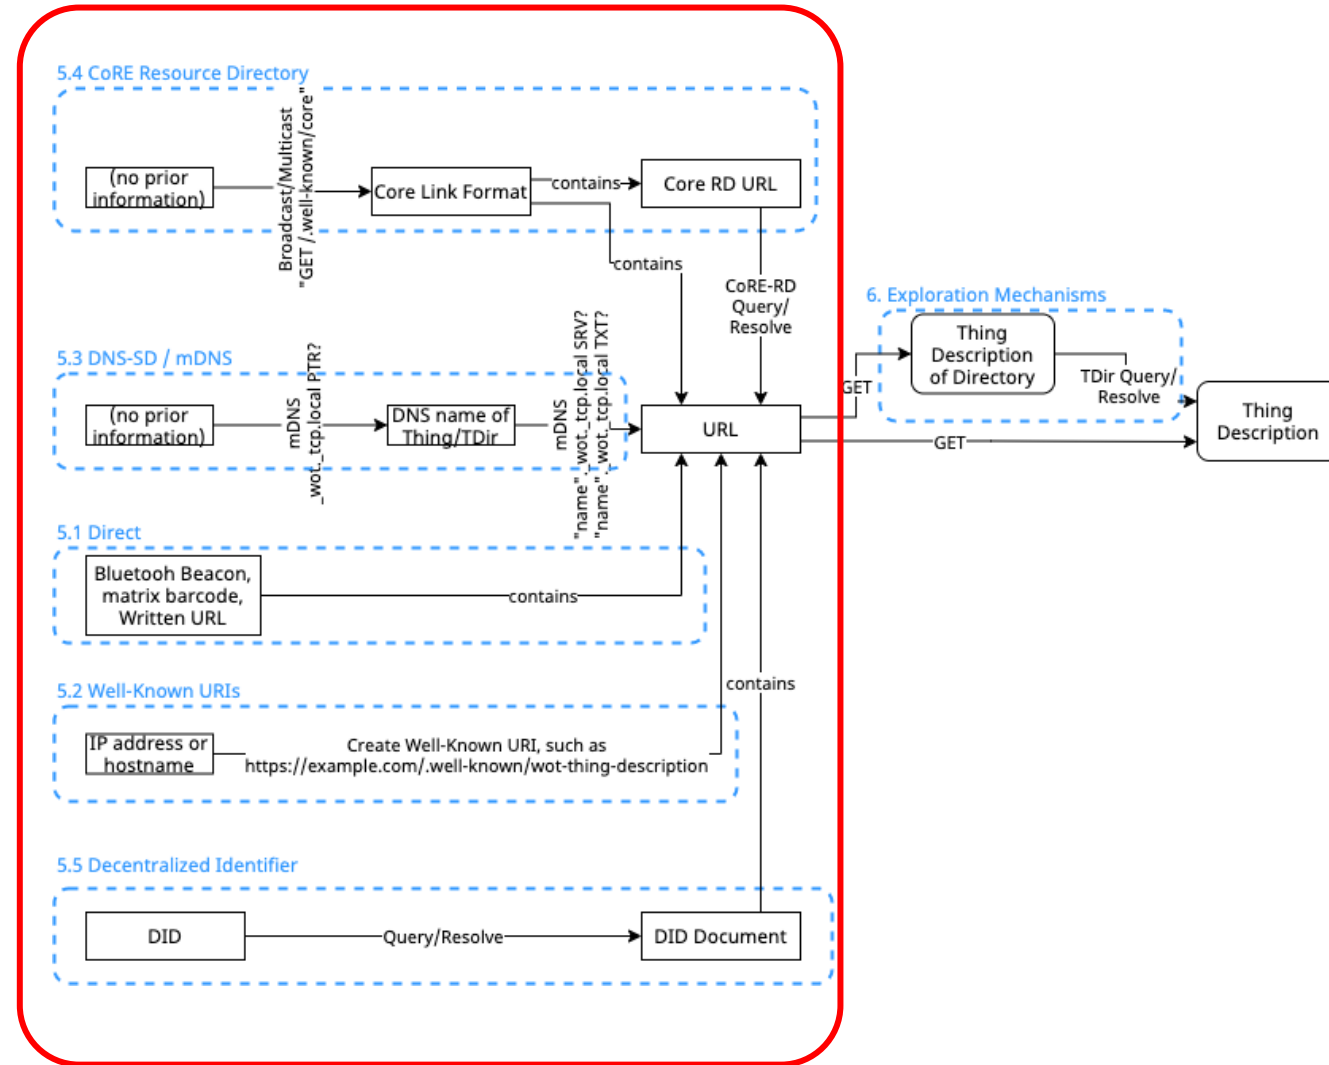 5.4 CoRE Resource Directory
(no prior
information)
Broadcast/Multicast
"GET /.well-known/core"
Core Link Format
contains
Core RD URL
contains
CoRE-RD
Query/
Resolve
6. Exploration Mechanisms
Thing
Description
of Directory
TDir Query/
Resolve
GET
Thing
Description
GET
5.3 DNS-SD / mDNS
(no prior
information)
mDNS
_wot._tcp.local PTR?
DNS name of
Thing/TDir
mDNS
"name"._wot._tcp.local SRV?
"name"._wot._tcp.local TXT?
URL
5.1 Direct
Bluetooh Beacon,
matrix barcode,
Written URL
contains
5.2 Well-Known URIs
contains
IP address or
hostname
Create Well-Known URI, such as
https://example.com/.well-known/wot-thing-description
5.5 Decentralized Identifier
DID
Query/Resolve
DID Document